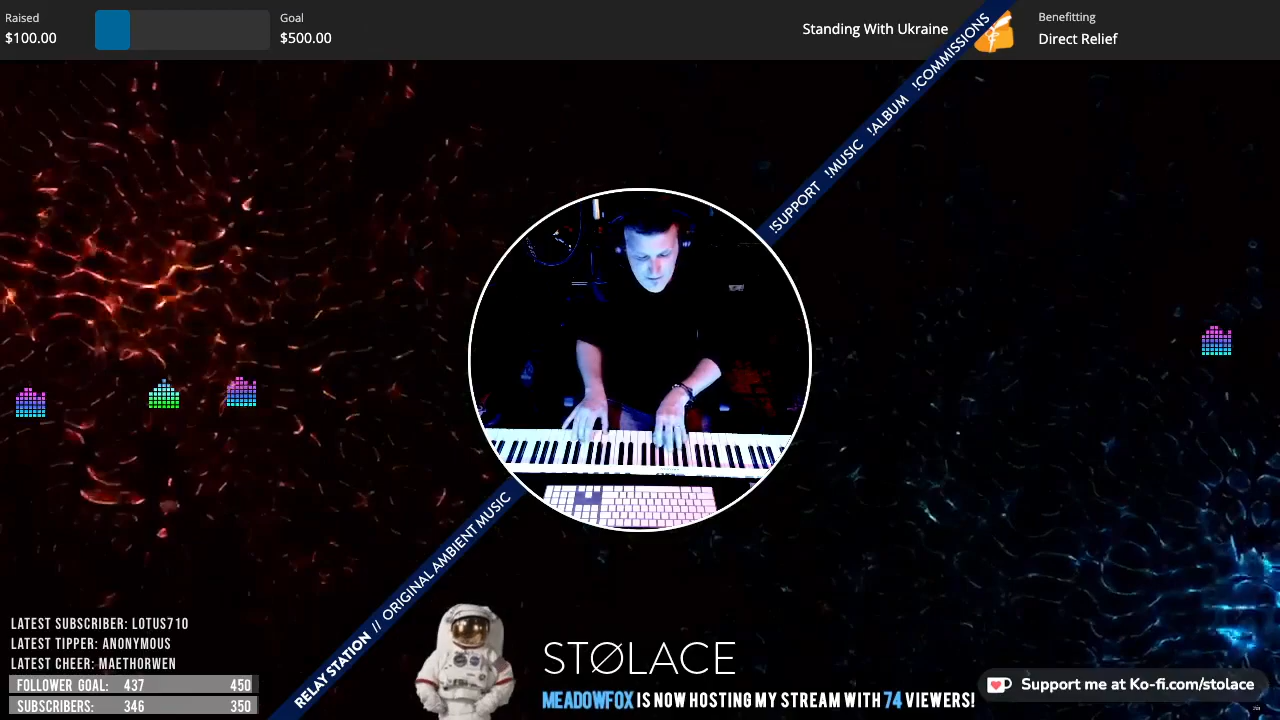 Raised
$100.00
Goal
$500.00
Standing With Ukraine
Benefitting
Direct Relief
!SUPPORT !MUSIC !ALBUM !COMMISSIONS
RELAY STATION // ORIGINAL AMBIENT MUSIC
LATEST SUBSCRIBER: LOTUS710
LATEST TIPPER: ANONYMOUS
LATEST CHEER: MAETHORWEN
FOLLOWER GOAL: 437 450
SUBSCRIBERS: 346 350
STØLACE
MEADOWFOX IS NOW HOSTING MY STREAM WITH 74 VIEWERS!
Support me at Ko-fi.com/stolace